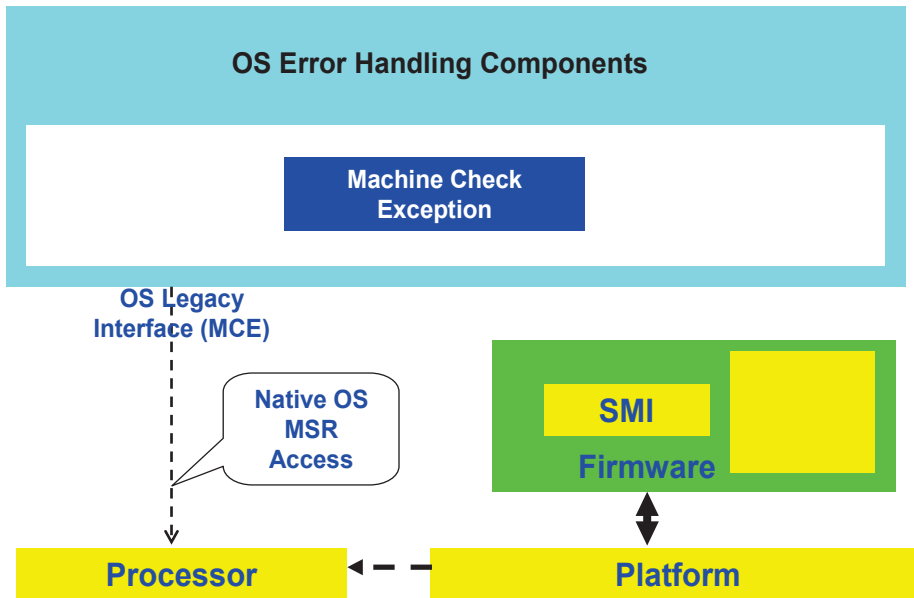 OS Error Handling Components
Machine Check
Exception
OS Legacy
Interface (MCE)
Native OS
MSR
Access
SMI
Firmware
Processor
Platform